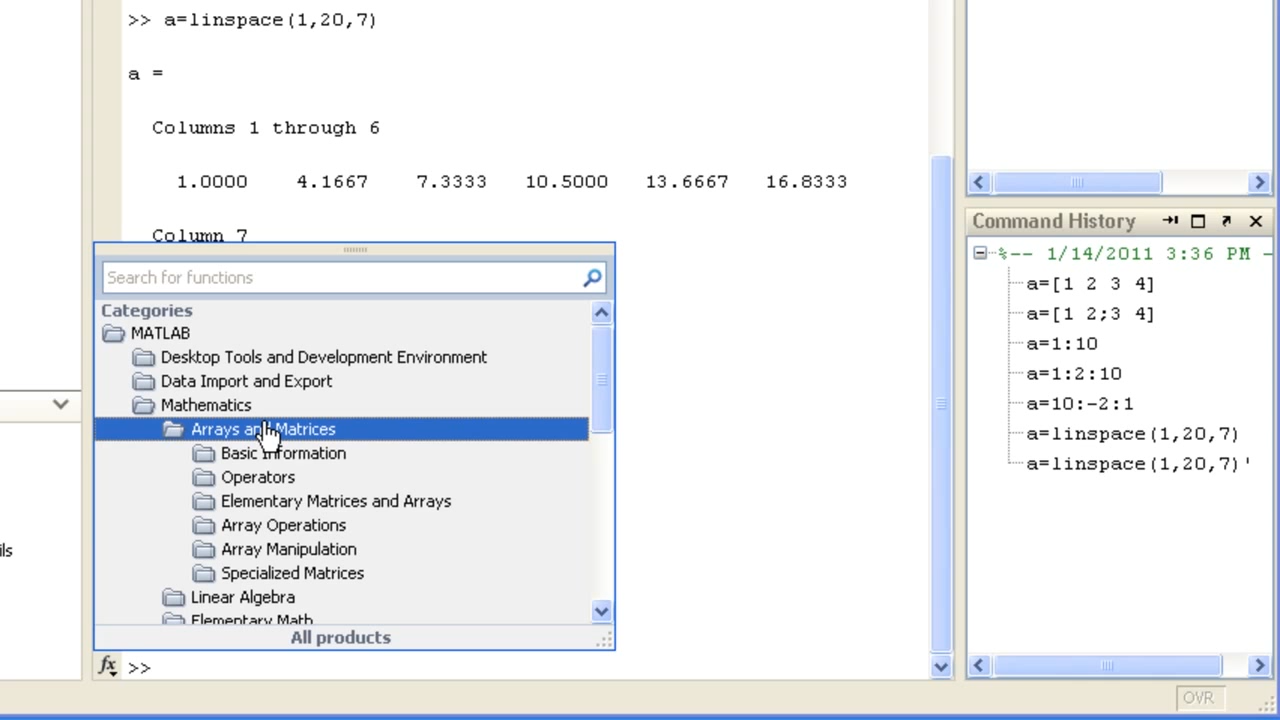 >> a=linspace(1,20,7)
a =
Columns 1 through 6
1.0000 4.1667 7.3333 10.5000 13.6667 16.8333
Column 7
Search for functions
Categories
MATLAB
Desktop Tools and Development Environment
Data Import and Export
Mathematics
Arrays and Matrices
Basic Information
Operators
Elementary Matrices and Arrays
Array Operations
Array Manipulation
Specialized Matrices
Linear Algebra
Elementary Math
All products
fx >>
ils
Command History
%-- 1/14/2011 3:36 PM -
a=[1 2 3 4]
a=[1 2;3 4]
a=1:10
a=1:2:10
a=10:-2:1
a=linspace(1,20,7)
a=linspace(1,20,7)'
OVR